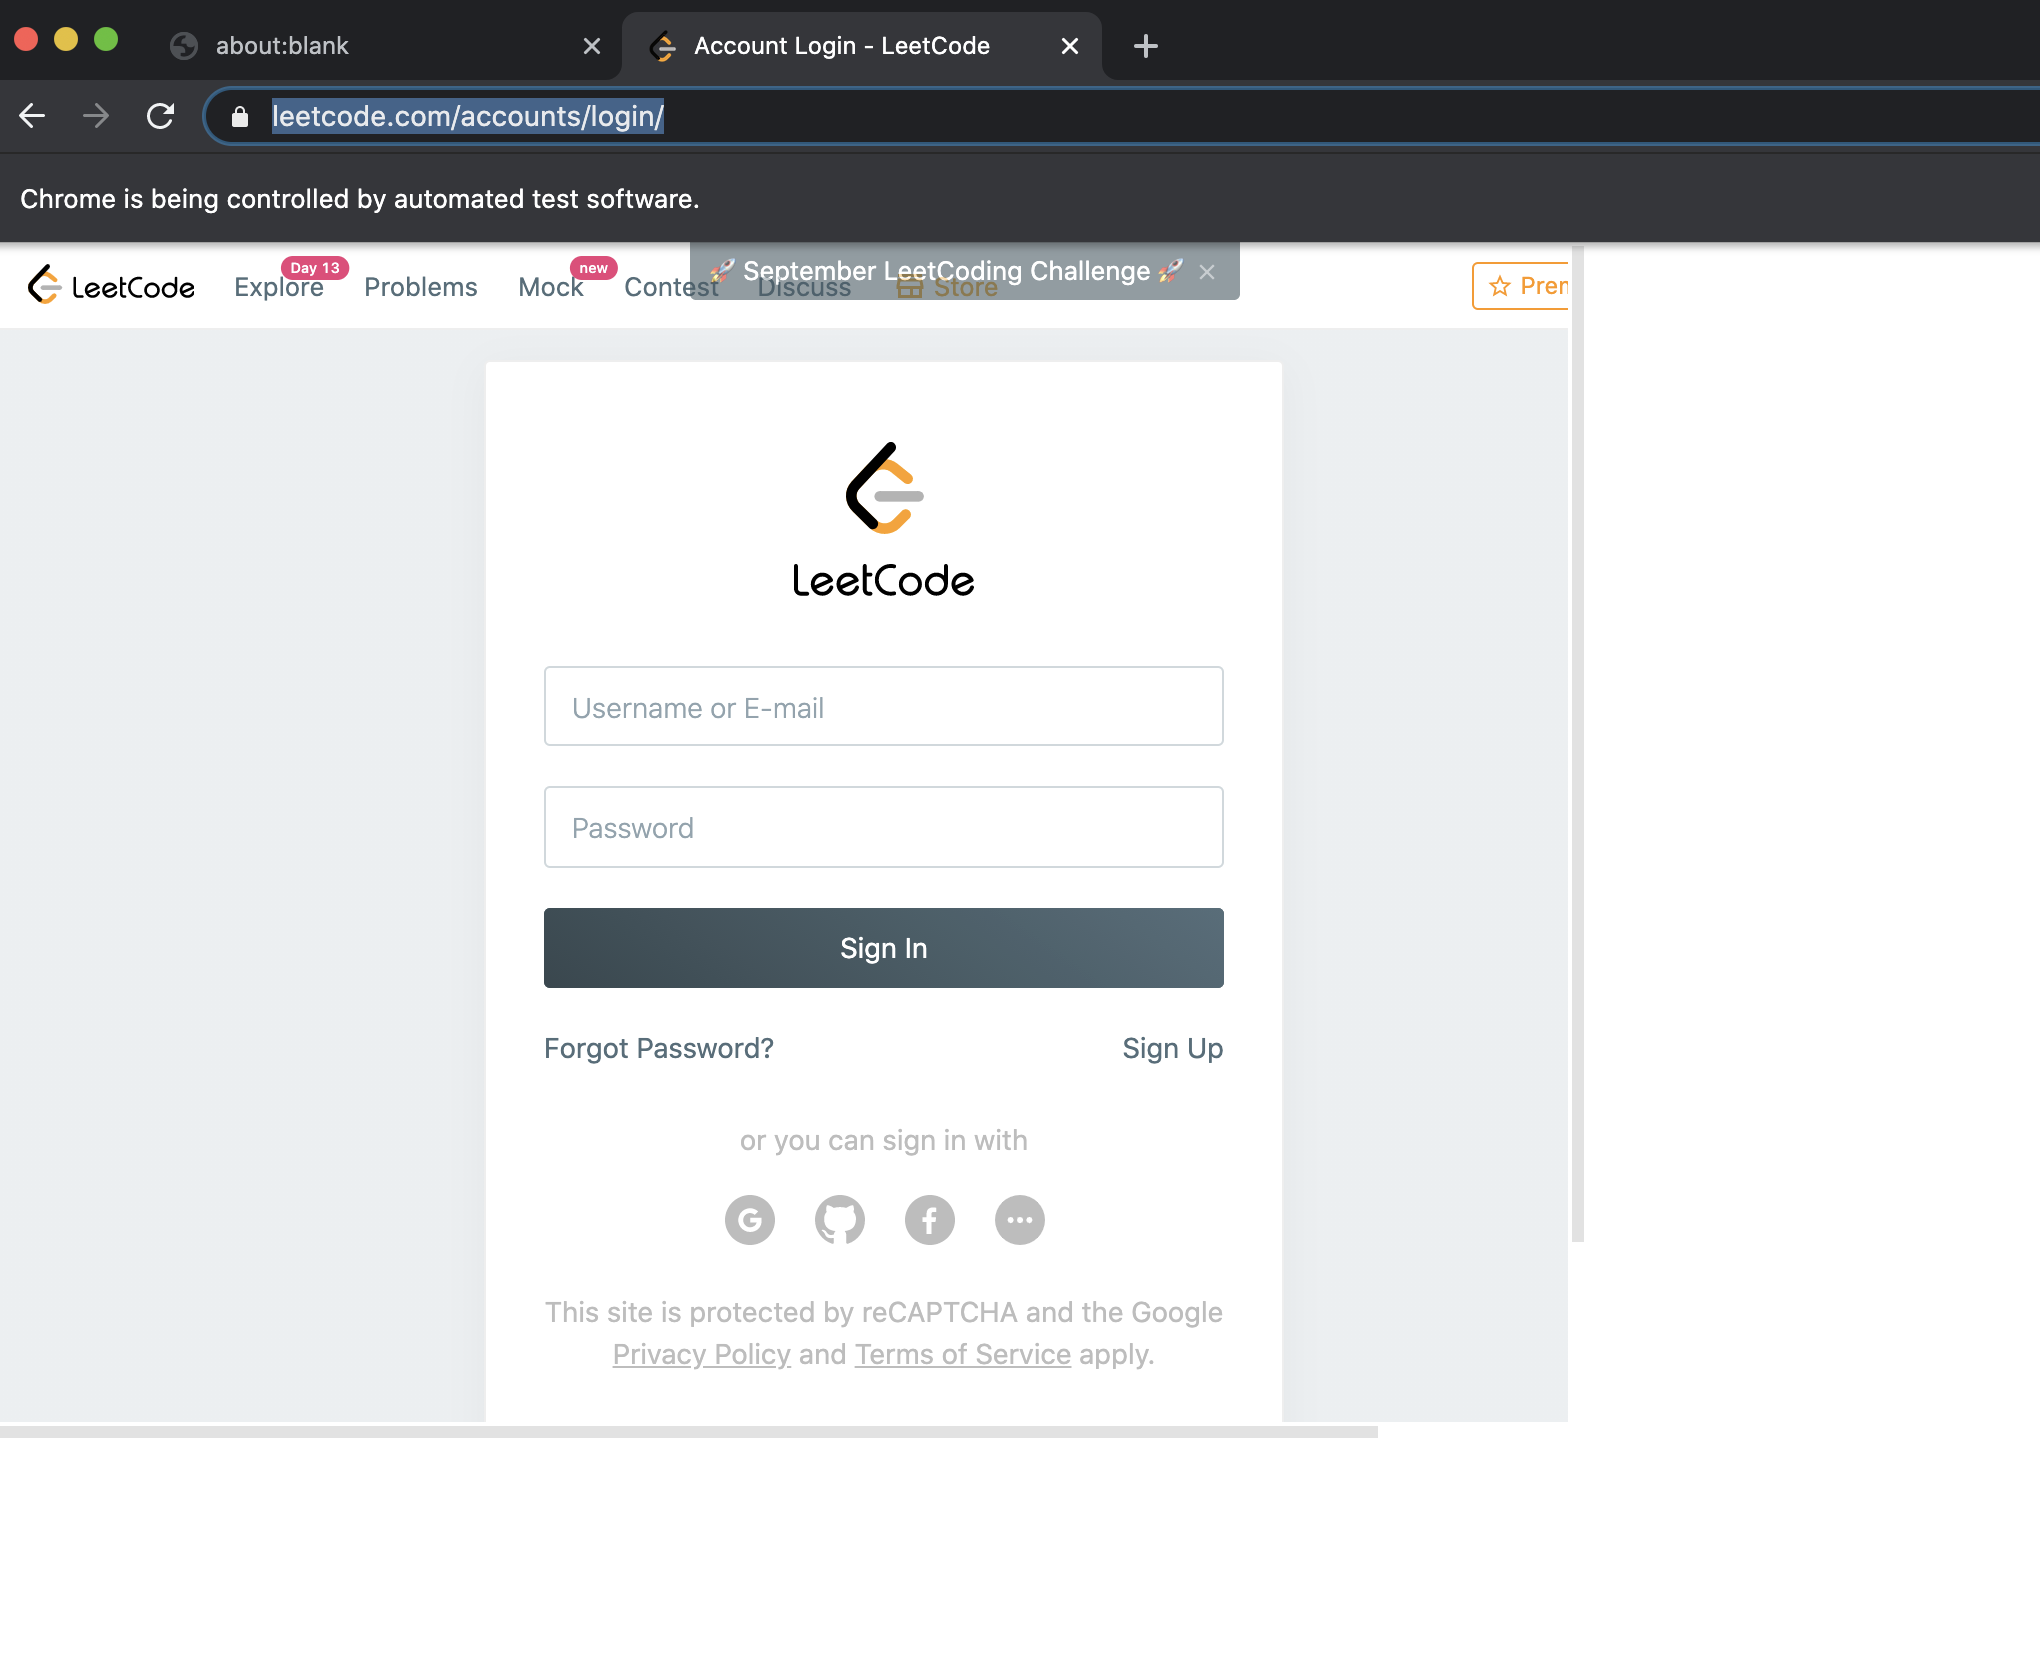 about:blank
Account Login - LeetCode
leetcode.com/accounts/login/
Chrome is being controlled by automated test software.
LeetCode
Explore
Day 13
Problems
Mock
new
Contest
Discuss
Store
🚀 September LeetCoding Challenge 🚀
Prem
LeetCode
Username or E-mail
Password
Sign In
Forgot Password?
Sign Up
or you can sign in with
This site is protected by reCAPTCHA and the Google
Privacy Policy and Terms of Service apply.